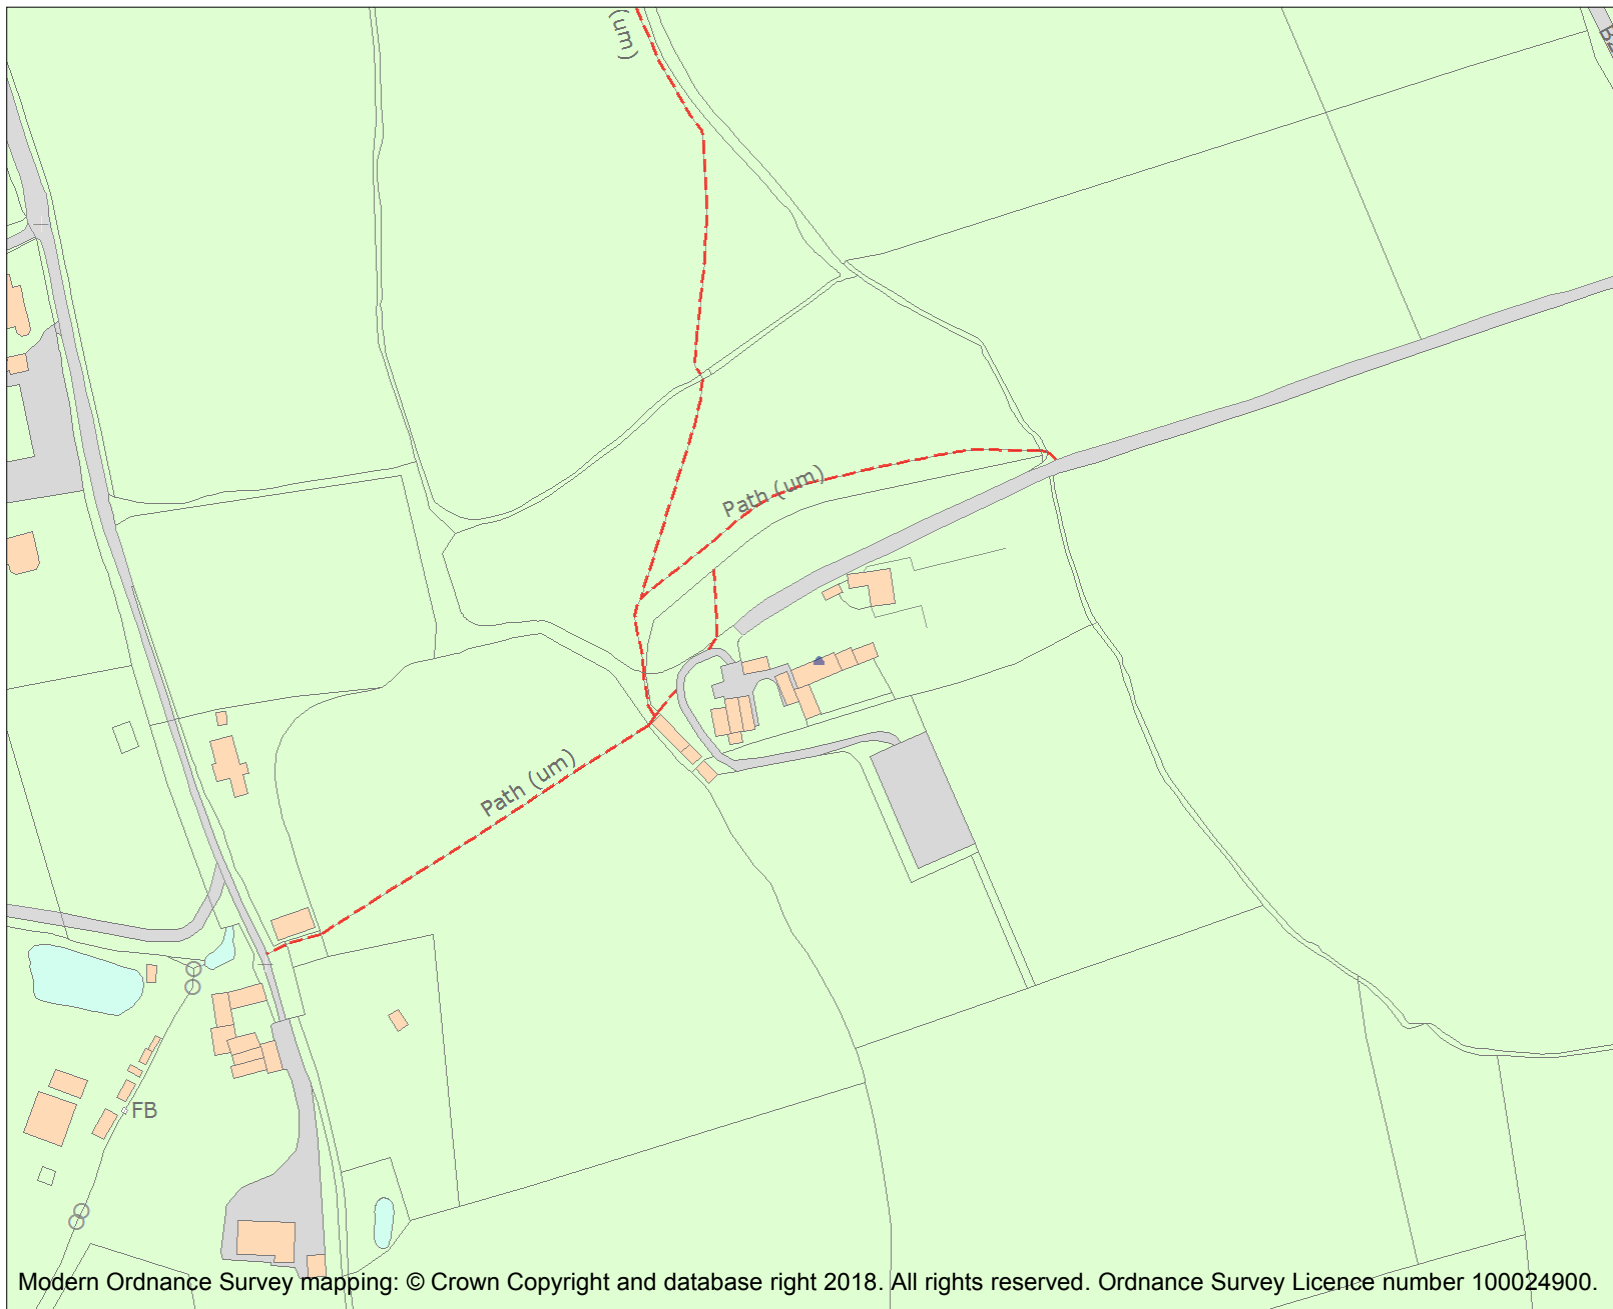 um)
Path (um)
Path (um)
FB
Modern Ordnance Survey mapping: © Crown Copyright and database right 2018. All rights reserved. Ordnance Survey Licence number 100024900.